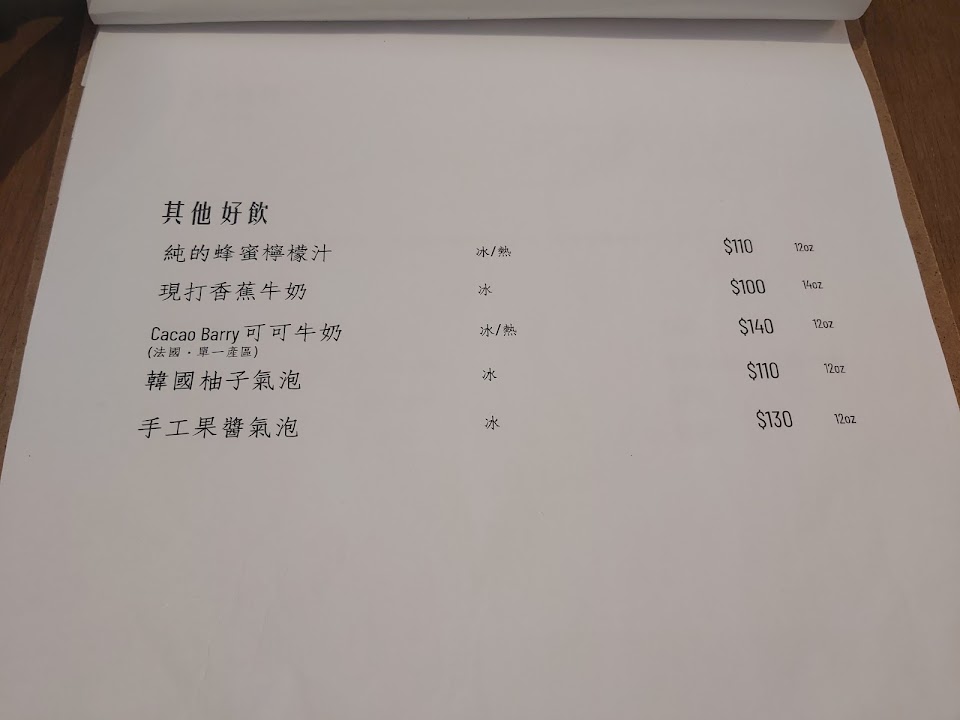 其他好飲
純的蜂蜜檸檬汁 冰/熱 $110 12oz
現打香蕉牛奶 冰 $100 14oz
Cacao Barry 可可牛奶 冰/熱 $140 12oz
(法國·單一產區)
韓國柚子氣泡 冰 $110 12oz
手工果醬氣泡 冰 $130 12oz